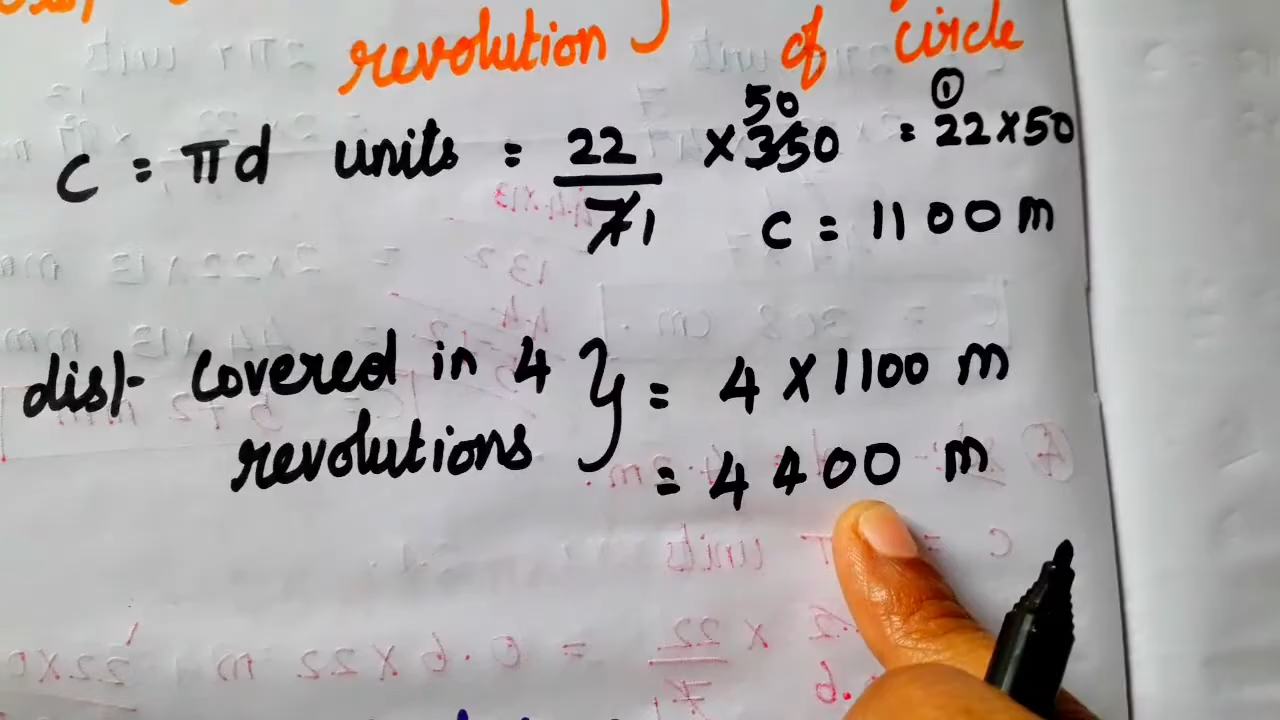 revolution } of circle
C = πd units = 22/7 1 × 350 50 = 22 × 50
C = 1100 m
dist covered in 4 } = 4 × 1100 m
revolutions
= 4400 m